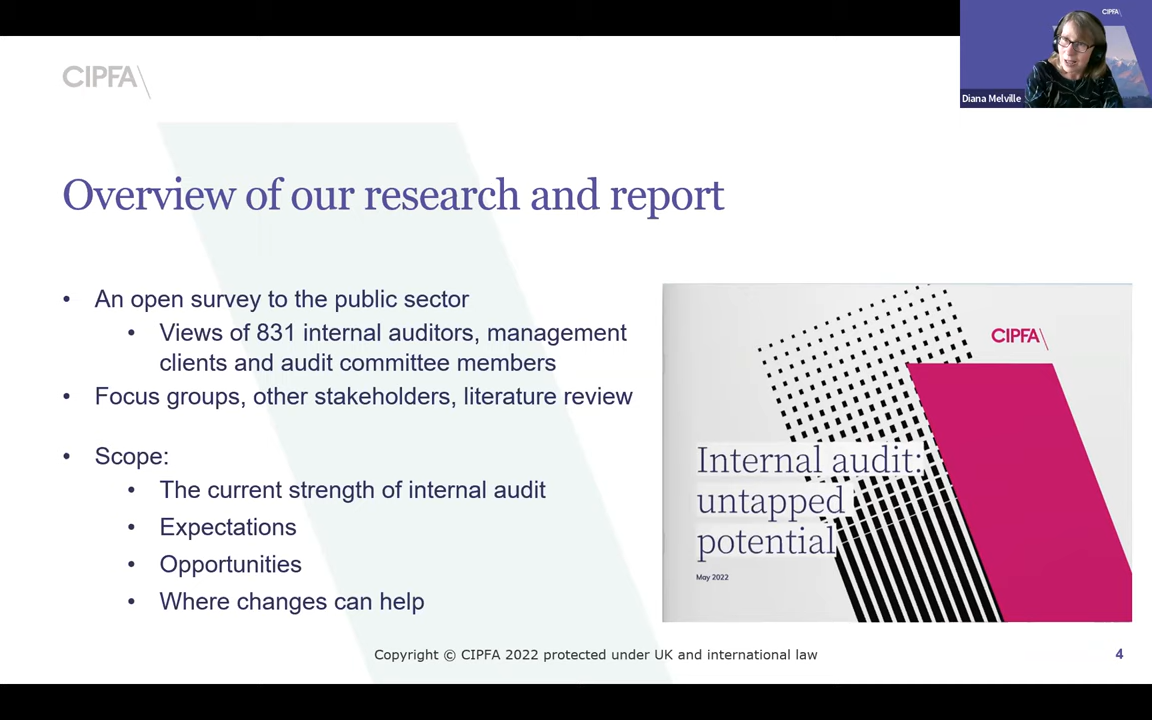 CIPFA
Diana Melville
CIPFA
Overview of our research and report
• An open survey to the public sector
• Views of 831 internal auditors, management
clients and audit committee members
• Focus groups, other stakeholders, literature review
• Scope:
• The current strength of internal audit
• Expectations
• Opportunities
• Where changes can help
CIPFA
Internal audit:
untapped
potential
May 2022
Copyright © CIPFA 2022 protected under UK and international law
4